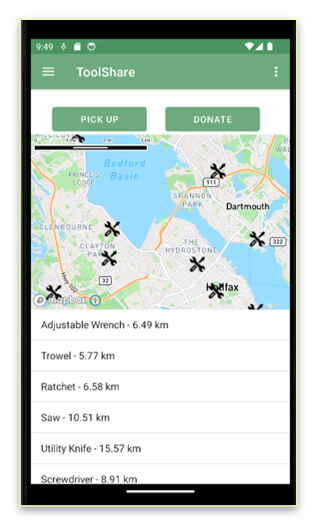 9:49
ToolShare
PICK UP
DONATE
Bedford
Basin
PRINCE'S
LODGE
SHANNON
PARK
111
Dartmouth
GLENBOURNE
CLAYTON
PARK
THE
HYDROSTONE
322
32
Hwy 102
Halifax
mapbox
Adjustable Wrench - 6.49 km
Trowel - 5.77 km
Ratchet - 6.58 km
Saw - 10.51 km
Utility Knife - 15.57 km
Screwdriver - 8.91 km